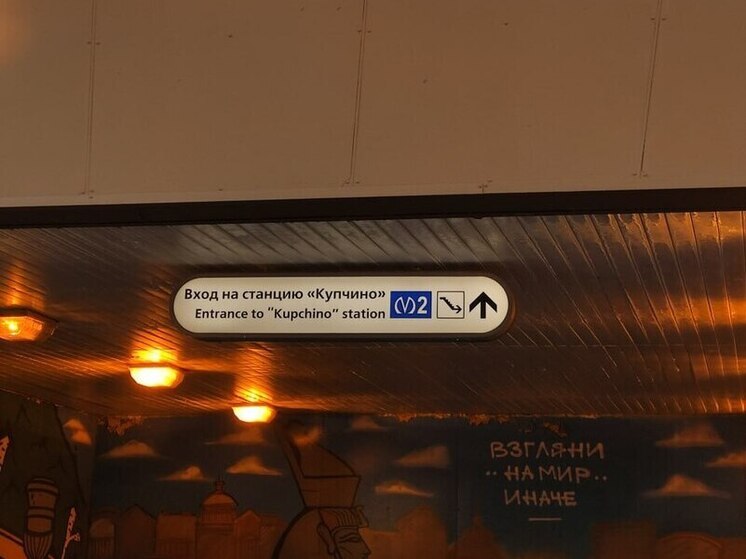 Вход на станцию «Купчино»
Entrance to "Kupchino" station
М2
ВЗГЛЯНИ
..НА МИР..
ИНАЧЕ